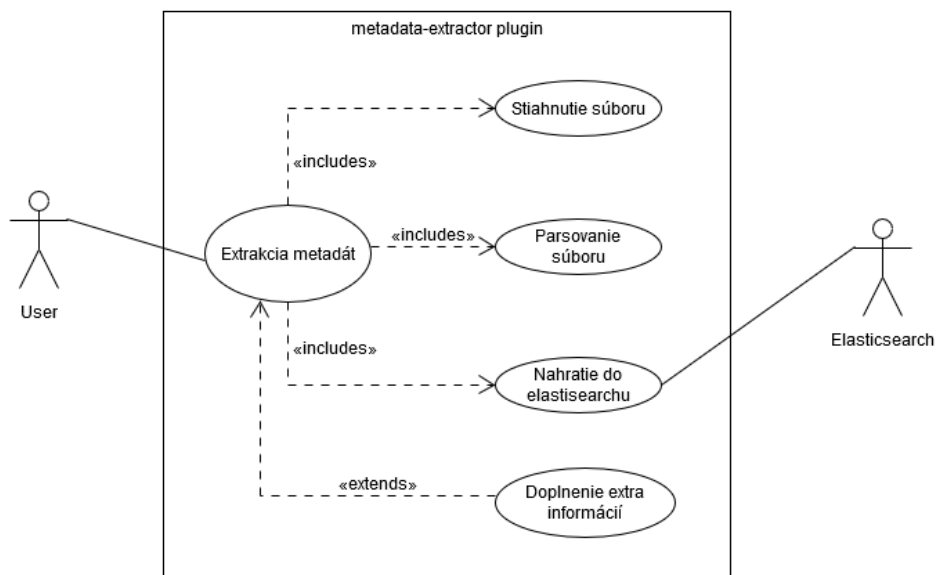 metadata-extractor plugin
Stiahnutie súboru
«includes»
Extrakcia metadát
«includes»
Parsovanie
súboru
User
Elasticsearch
«includes»
Nahratie do
elastisearchu
«extends»
Doplnenie extra
informácií